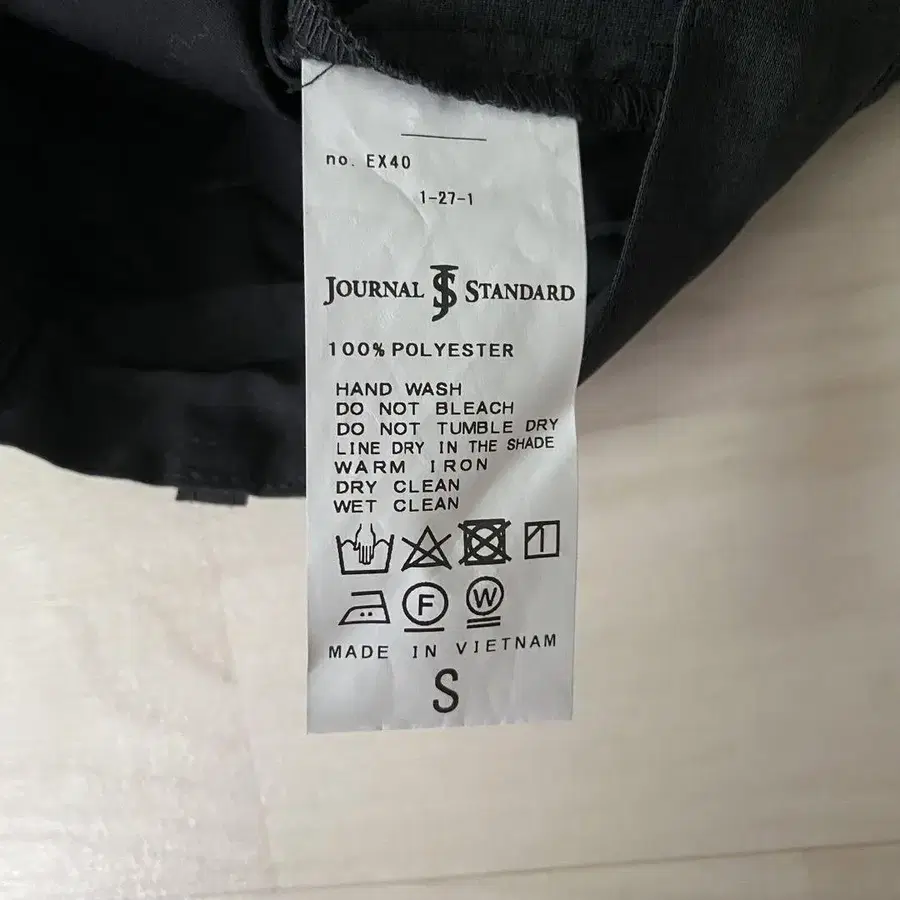 no. EX40
1-27-1
JOURNAL JS STANDARD
100% POLYESTER
HAND WASH
DO NOT BLEACH
DO NOT TUMBLE DRY
LINE DRY IN THE SHADE
WARM IRON
DRY CLEAN
WET CLEAN
F W
MADE IN VIETNAM
S